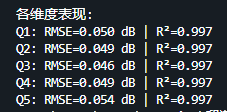 各维度表现:
Q1: RMSE=0.050 dB | R²=0.997
Q2: RMSE=0.049 dB | R²=0.997
Q3: RMSE=0.046 dB | R²=0.997
Q4: RMSE=0.049 dB | R²=0.997
Q5: RMSE=0.054 dB | R²=0.997